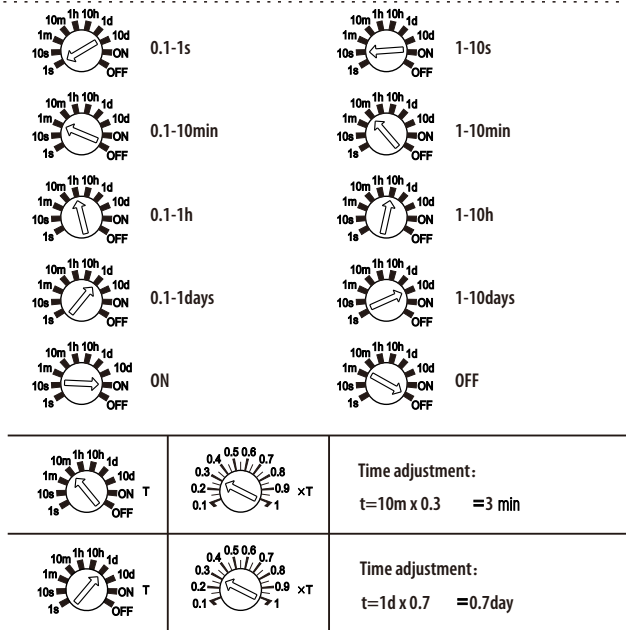 1s 10s 1m 10m 1h 10h 1d 10d ON OFF
0.1-1s
1s 10s 1m 10m 1h 10h 1d 10d ON OFF
1-10s
1s 10s 1m 10m 1h 10h 1d 10d ON OFF
0.1-10min
1s 10s 1m 10m 1h 10h 1d 10d ON OFF
1-10min
1s 10s 1m 10m 1h 10h 1d 10d ON OFF
0.1-1h
1s 10s 1m 10m 1h 10h 1d 10d ON OFF
1-10h
1s 10s 1m 10m 1h 10h 1d 10d ON OFF
0.1-1days
1s 10s 1m 10m 1h 10h 1d 10d ON OFF
1-10days
1s 10s 1m 10m 1h 10h 1d 10d ON OFF
ON
1s 10s 1m 10m 1h 10h 1d 10d ON OFF
OFF
1s 10s 1m 10m 1h 10h 1d 10d ON OFF T
0.1 0.2 0.3 0.4 0.5 0.6 0.7 0.8 0.9 1 ×T
Time adjustment:
t=10m x 0.3 =3 min
1s 10s 1m 10m 1h 10h 1d 10d ON OFF T
0.1 0.2 0.3 0.4 0.5 0.6 0.7 0.8 0.9 1 ×T
Time adjustment:
t=1d x 0.7 =0.7day